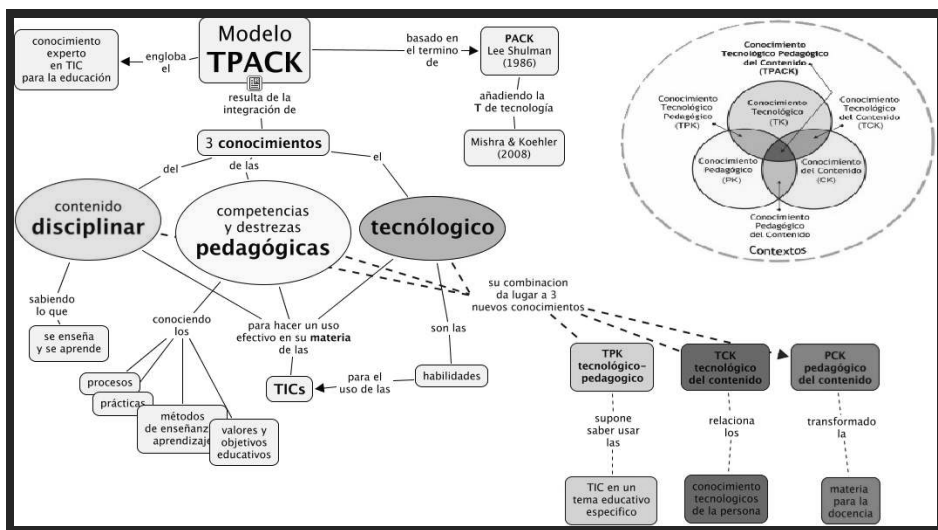 Modelo
TPACK
conocimiento
experto
en TIC
para la educación
engloba
el
basado en
el termino
de
PACK
Lee Shulman
(1986)
añadiendo la
T de tecnología
Mishra & Koehler
(2008)
resulta de la
integración de
3 conocimientos
del
de las
el
contenido
disciplinar
competencias
y destrezas
pedagógicas
tecnólogico
sabiendo
lo que
se enseña
y se aprende
conociendo
los
procesos
prácticas
métodos
de enseñanza
aprendizaje
valores y
objetivos
educativos
para hacer un uso
efectivo en su materia
de las
TICs
para el
uso de las
son las
habilidades
su combinacion
da lugar a 3
nuevos conocimientos
TPK
tecnológico-
pedagogico
supone
saber usar
las
TIC en un
tema educativo
especifico
TCK
tecnológico
del contenido
relaciona
los
conocimiento
tecnologicos
de la persona
PCK
pedagógico
del contenido
transformado
la
materia
para la
docencia
Conocimiento
Tecnológico Pedagógico
del Contenido
(TPACK)
Conocimiento
Tecnológico
Pedagógico
(TPK)
Conocimiento
Tecnológico
(TK)
Conocimiento
Tecnológico
del Contenido
(TCK)
Conocimiento
Pedagógico
(PK)
Conocimiento
del Contenido
(CK)
Conocimiento
Pedagógico
del Contenido
Contextos